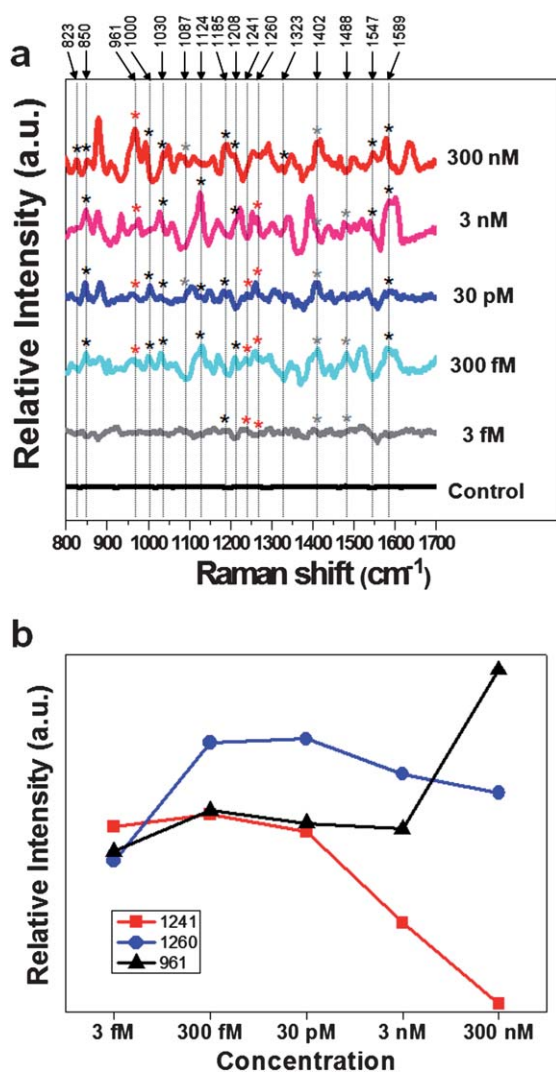 823 850 961 1000 1030 1087 1124 1185 1208 1241 1260 1323 1402 1488 1547 1589
a
Relative Intensity (a.u.)
300 nM
3 nM
30 pM
300 fM
3 fM
Control
800 900 1000 1100 1200 1300 1400 1500 1600 1700
Raman shift (cm⁻¹)
b
Relative Intensity (a.u.)
1241
1260
961
3 fM 300 fM 30 pM 3 nM 300 nM
Concentration